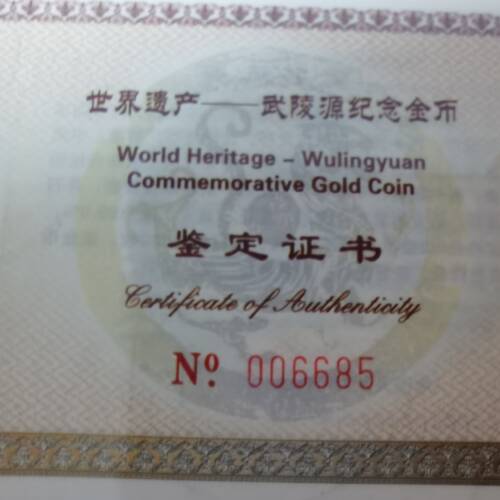 世界遗产——武陵源纪念金币
World Heritage – Wulingyuan
Commemorative Gold Coin
鉴定证书
Certificate of Authenticity
Nº 006685